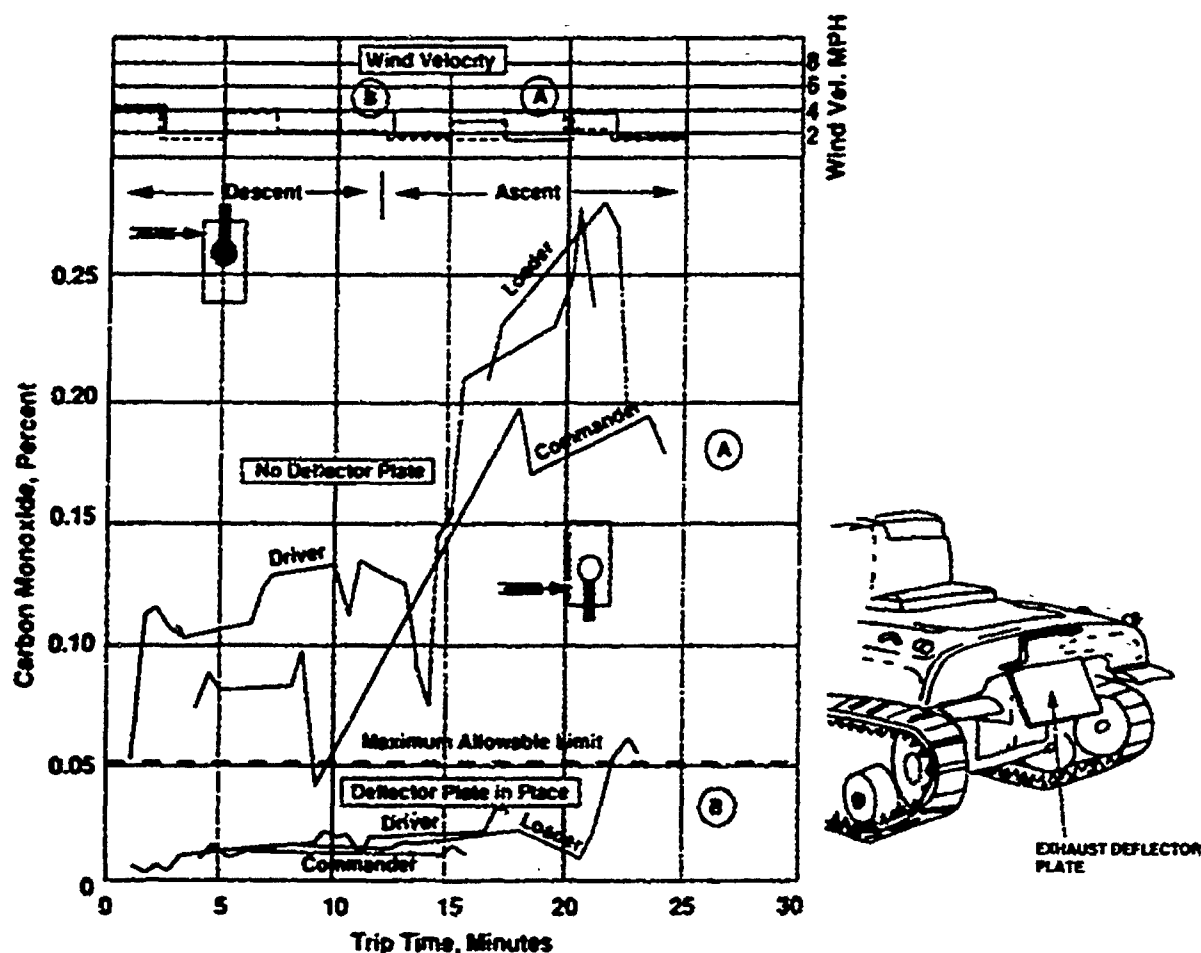 Wind Velocity
8
6
4
2
Wind Vel. MPH
B
A
Descent
Ascent
0.25
0.20
0.15
0.10
0.05
0
Carbon Monoxide, Percent
Loader
Commander
A
No Deflector Plate
Driver
Maximum Allowable Limit
Deflector Plate in Place
B
Driver
Loader
Commander
0
5
10
15
20
25
30
Trip Time, Minutes
EXHAUST DEFLECTOR
PLATE